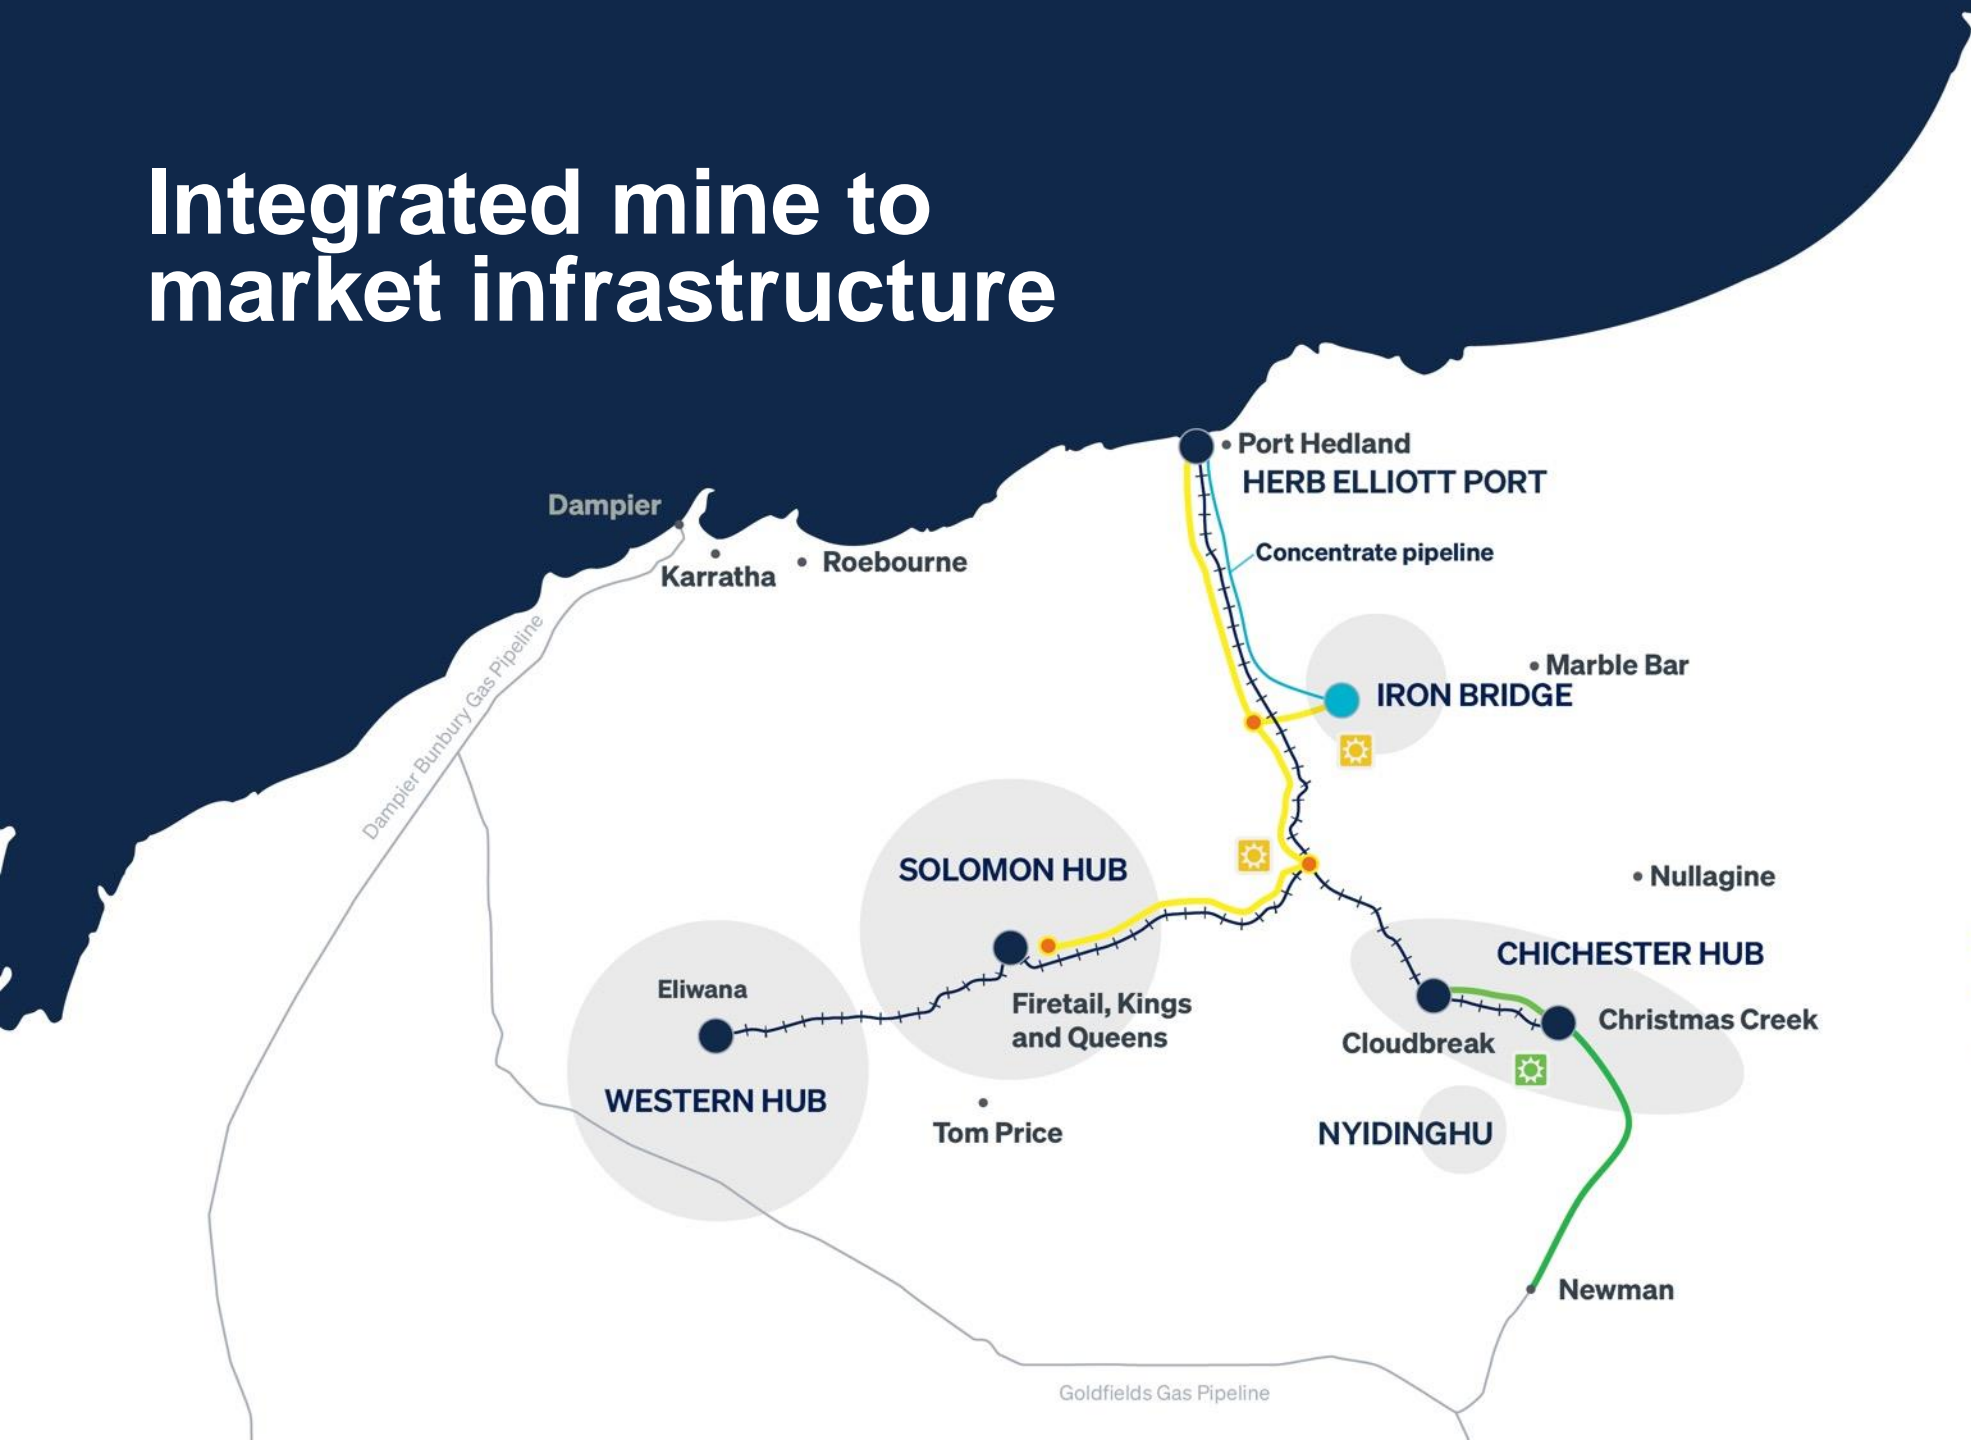 Integrated mine to
market infrastructure
Port Hedland
HERB ELLIOTT PORT
Dampier
Concentrate pipeline
Karratha
Roebourne
Dampier Bunbury Gas Pipeline
Marble Bar
IRON BRIDGE
SOLOMON HUB
Nullagine
CHICHESTER HUB
Eliwana
Firetail, Kings
and Queens
Christmas Creek
Cloudbreak
WESTERN HUB
Tom Price
NYIDINGHU
Newman
Goldfields Gas Pipeline